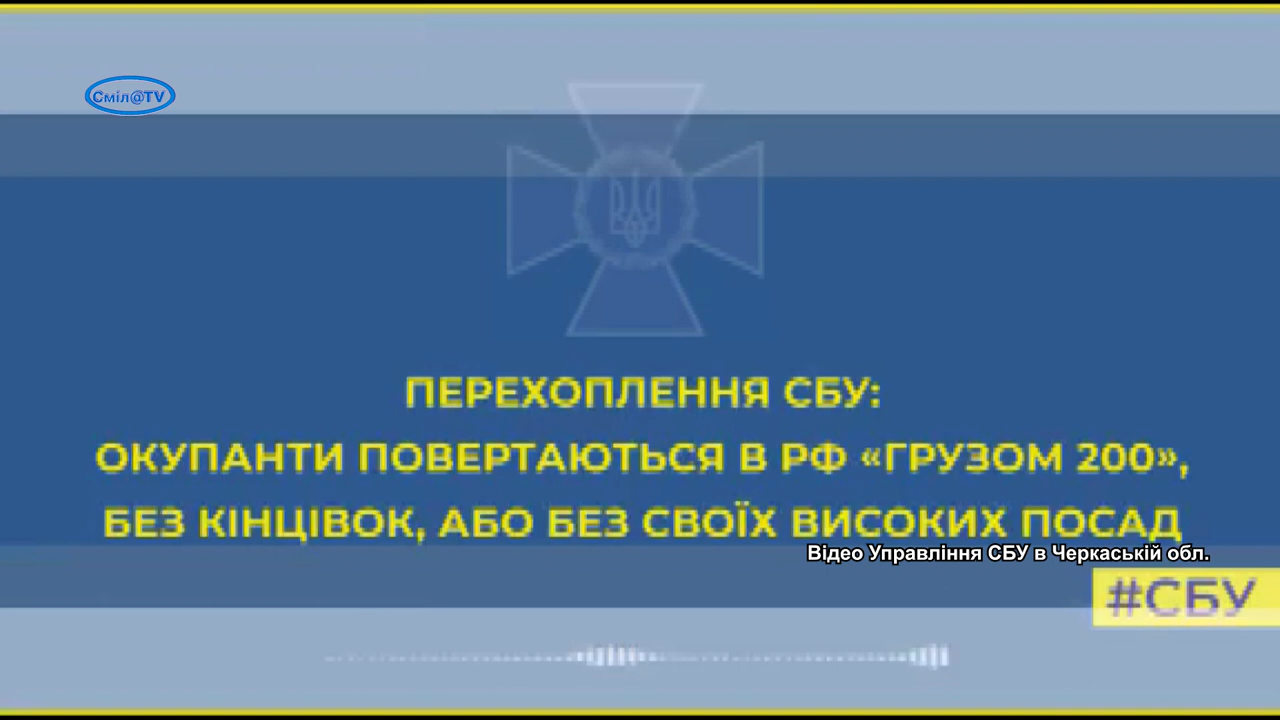 Сміл@TV
ПЕРЕХОПЛЕННЯ СБУ:
ОКУПАНТИ ПОВЕРТАЮТЬСЯ В РФ «ГРУЗОМ 200»,
БЕЗ КІНЦІВОК, АБО БЕЗ СВОЇХ ВИСОКИХ ПОСАД
Відео Управління СБУ в Черкаській обл.
#СБУ